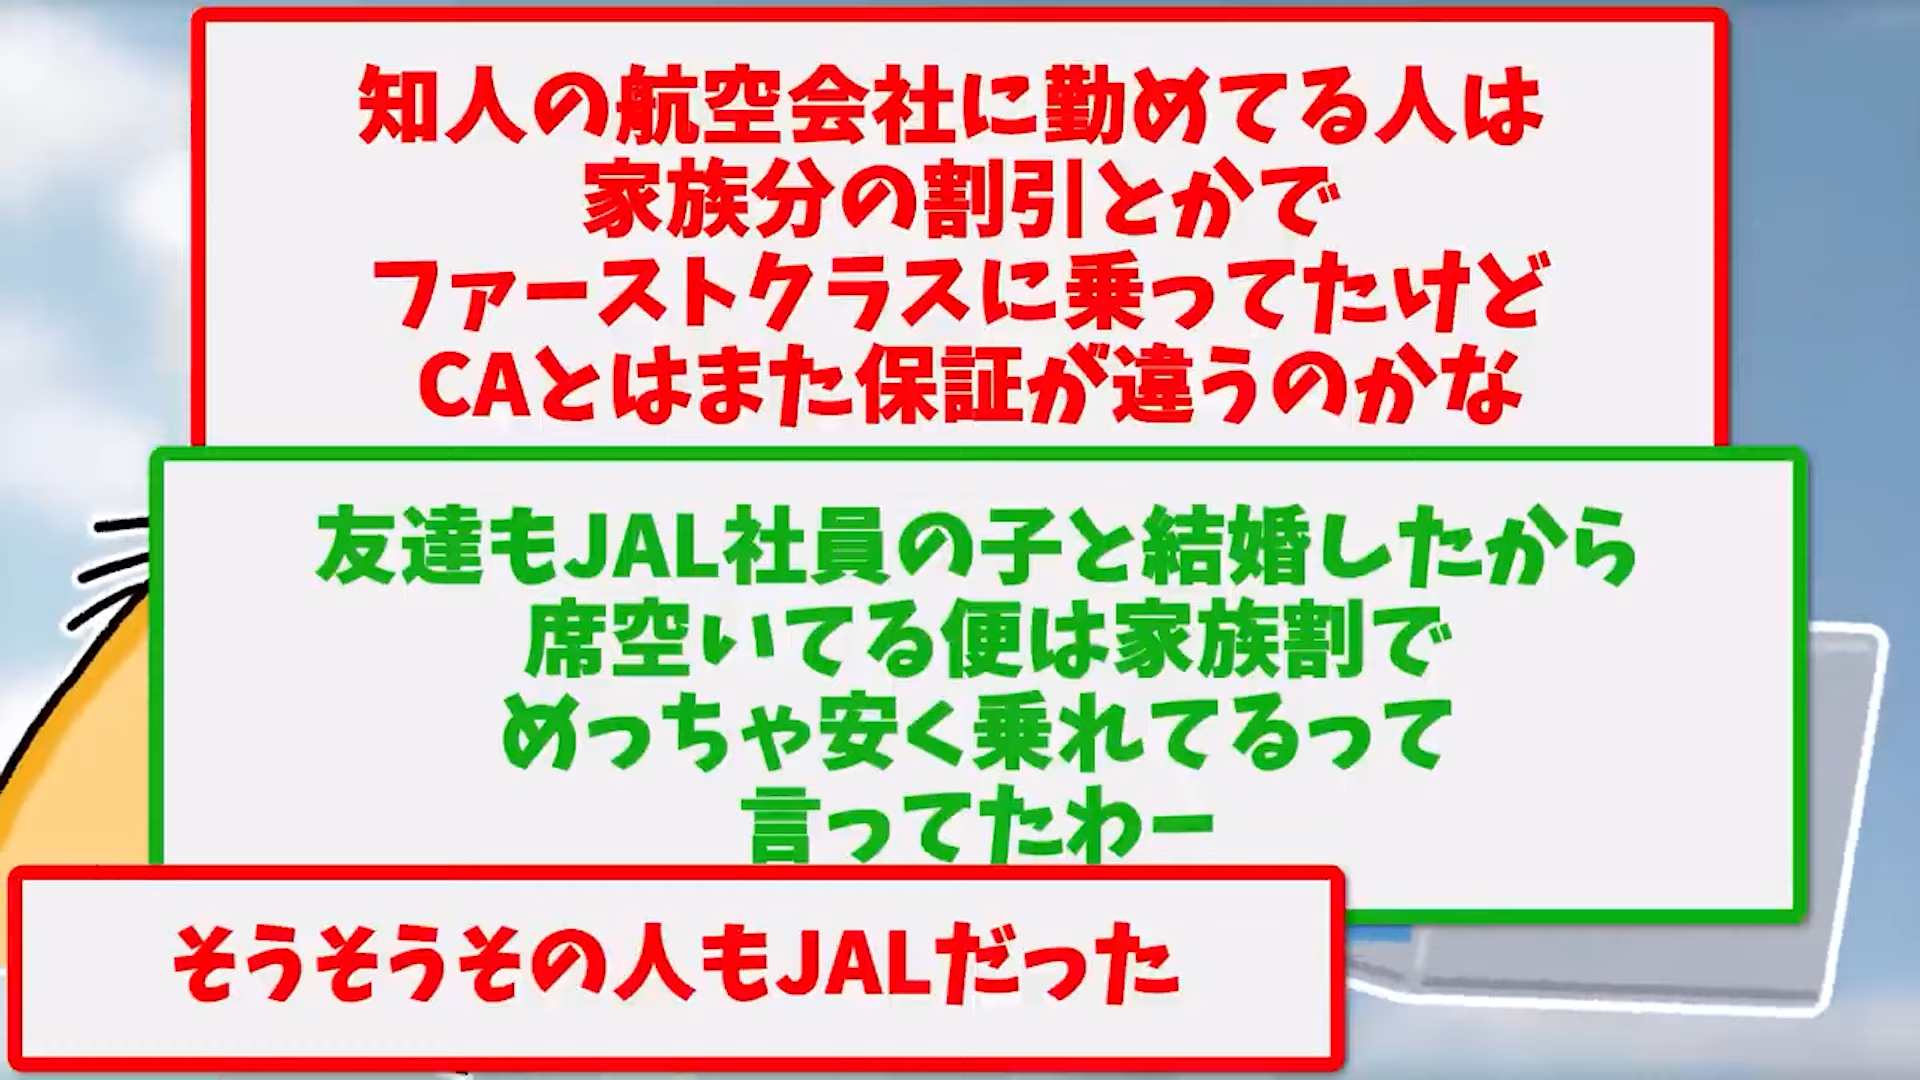 知人の航空会社に勤めてる人は
家族分の割引とかで
ファーストクラスに乗ってたけど
CAとはまた保証が違うのかな
友達もJAL社員の子と結婚したから
席空いてる便は家族割で
めっちゃ安く乗れてるって
言ってたわー
そうそうその人もJALだった